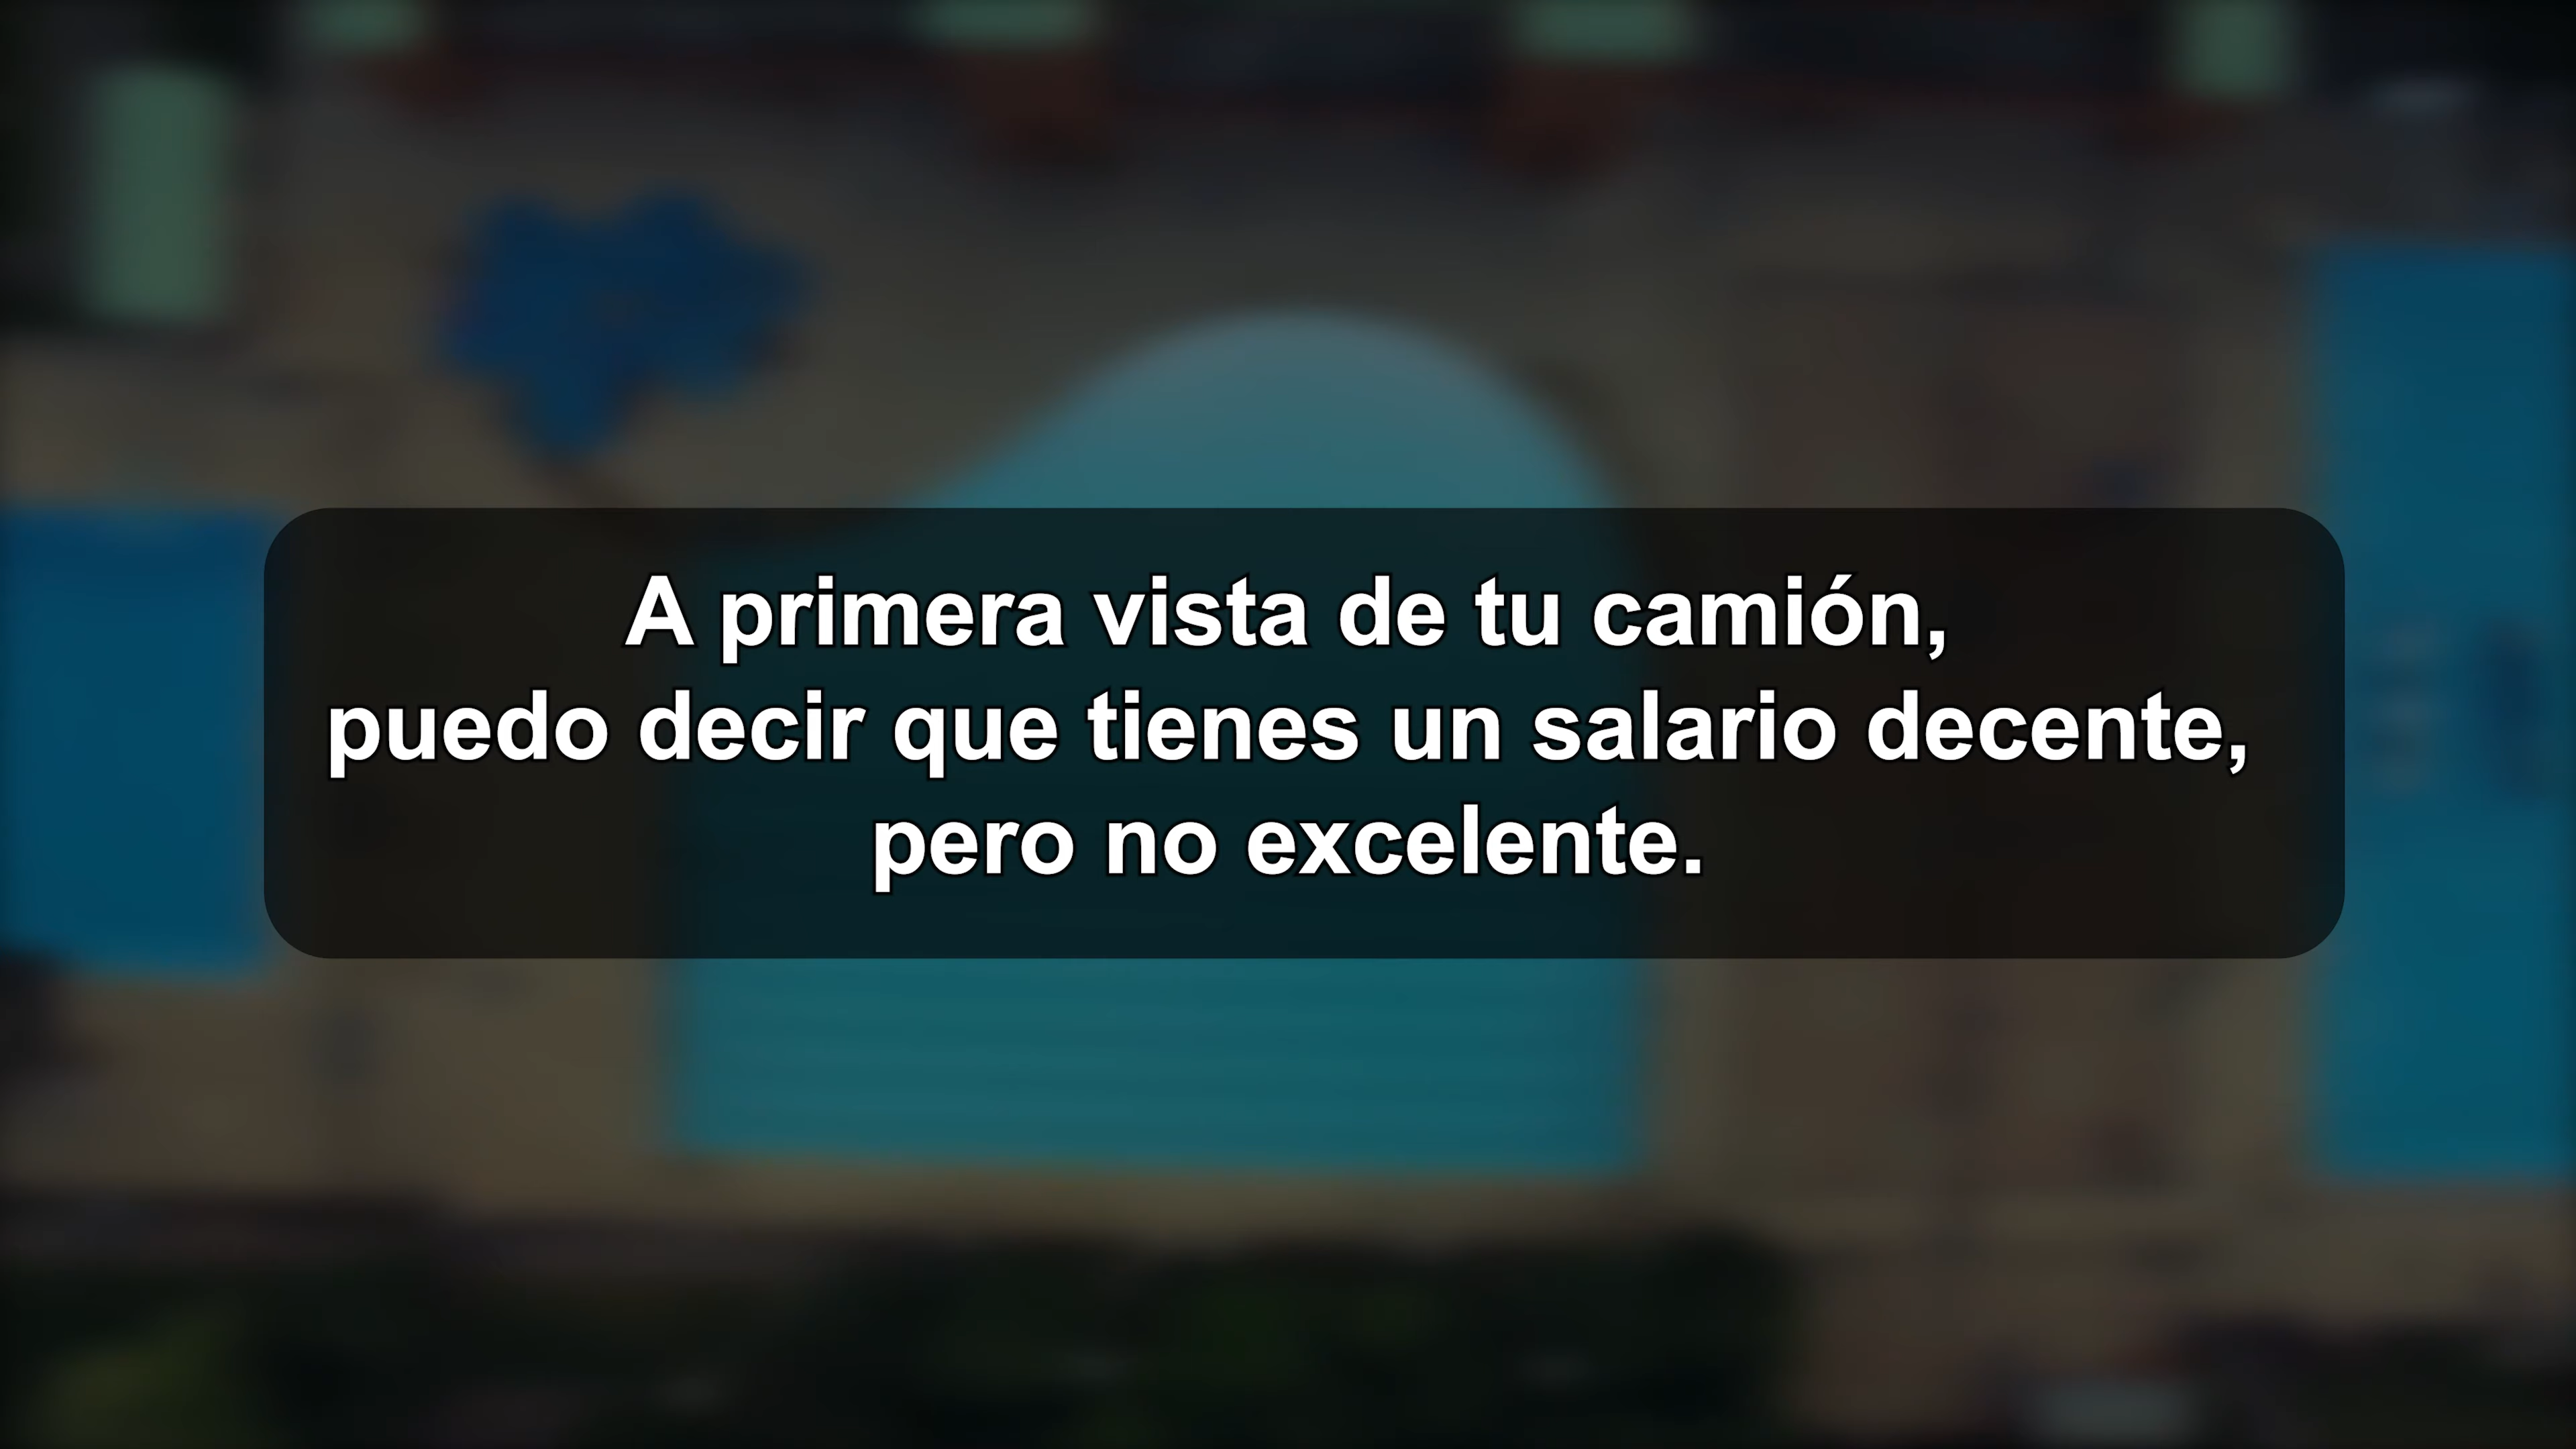 A primera vista de tu camión,
puedo decir que tienes un salario decente,
pero no excelente.